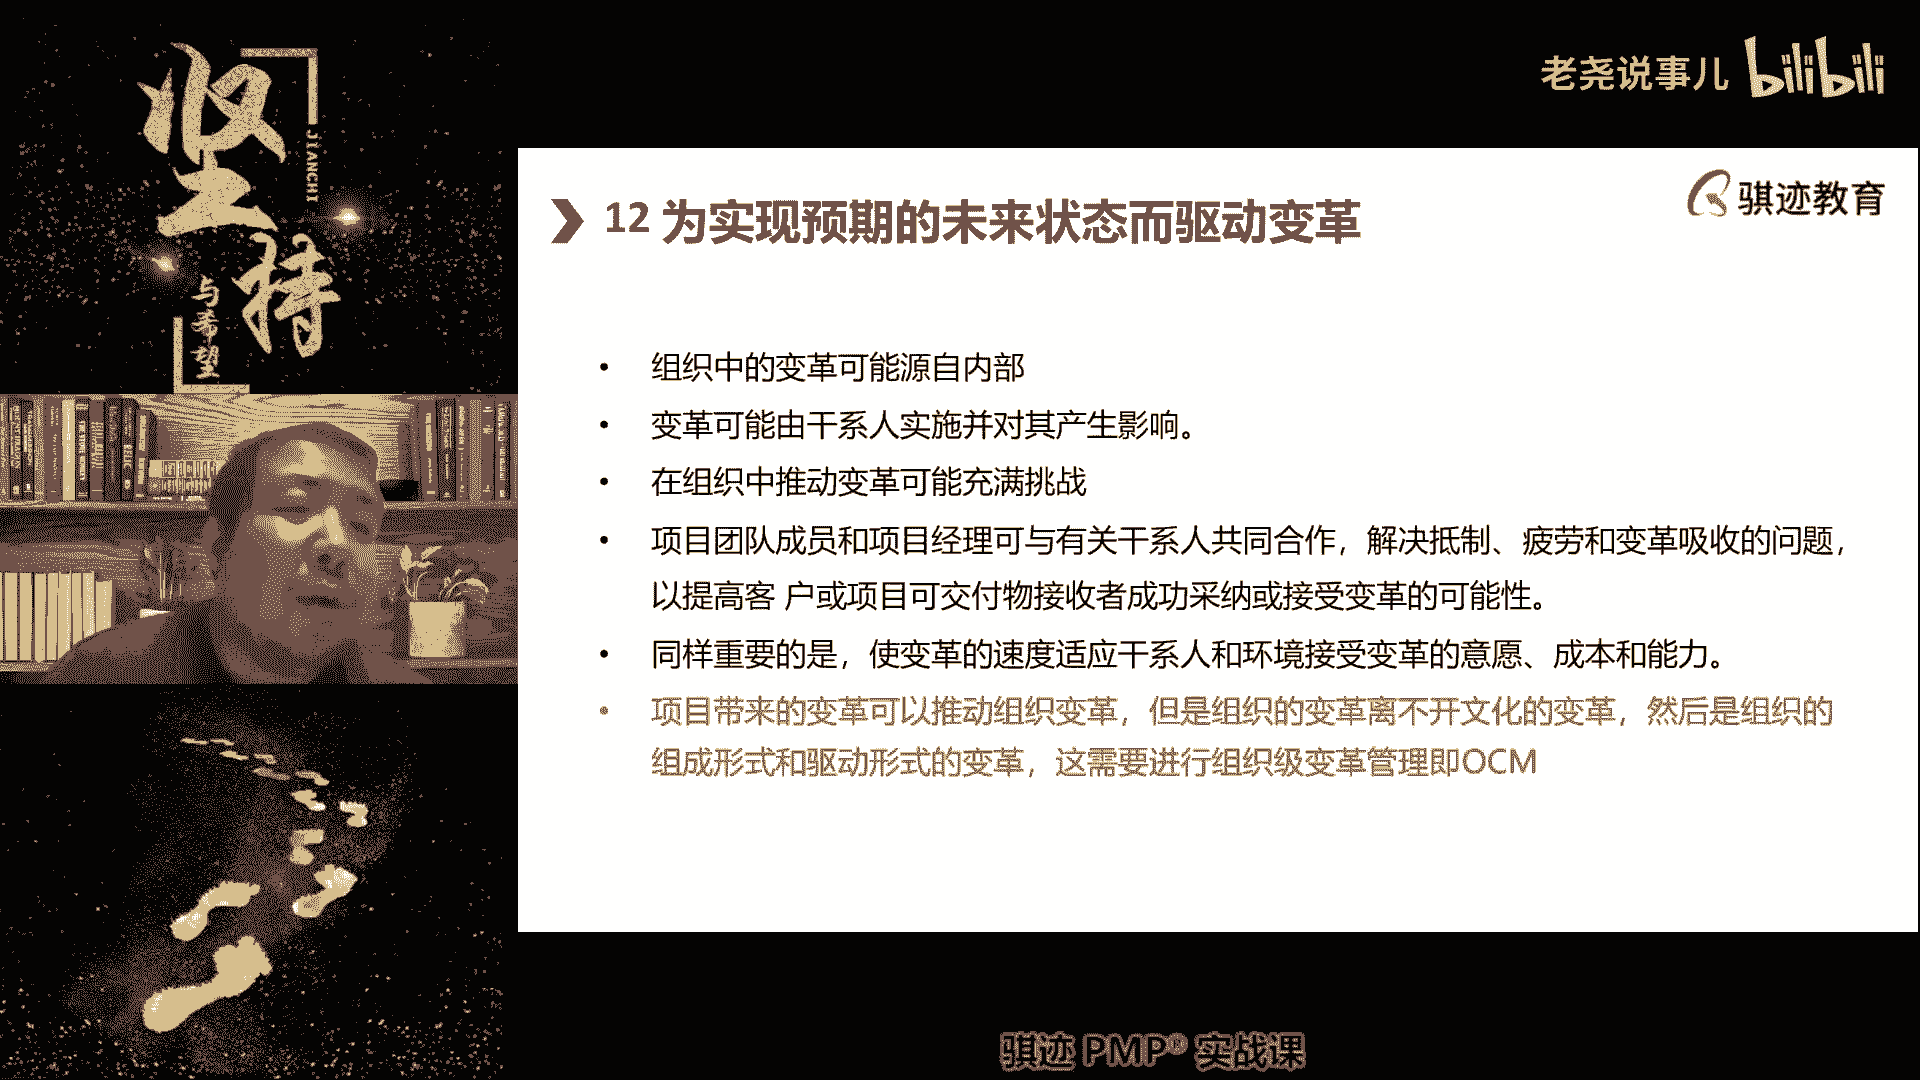 坚持
JIANCHI
与希望
老尧说事儿 bilibili
骐迹教育
12 为实现预期的未来状态而驱动变革
• 组织中的变革可能源自内部
• 变革可能由干系人实施并对其产生影响。
• 在组织中推动变革可能充满挑战
• 项目团队成员和项目经理可与有关干系人共同合作，解决抵制、疲劳和变革吸收的问题，
以提高客 户或项目可交付物接收者成功采纳或接受变革的可能性。
• 同样重要的是，使变革的速度适应干系人和环境接受变革的意愿、成本和能力。
• 项目带来的变革可以推动组织变革，但是组织的变革离不开文化的变革，然后是组织的
组成形式和驱动形式的变革，这需要进行组织级变革管理即OCM
骐迹 PMP® 实战课